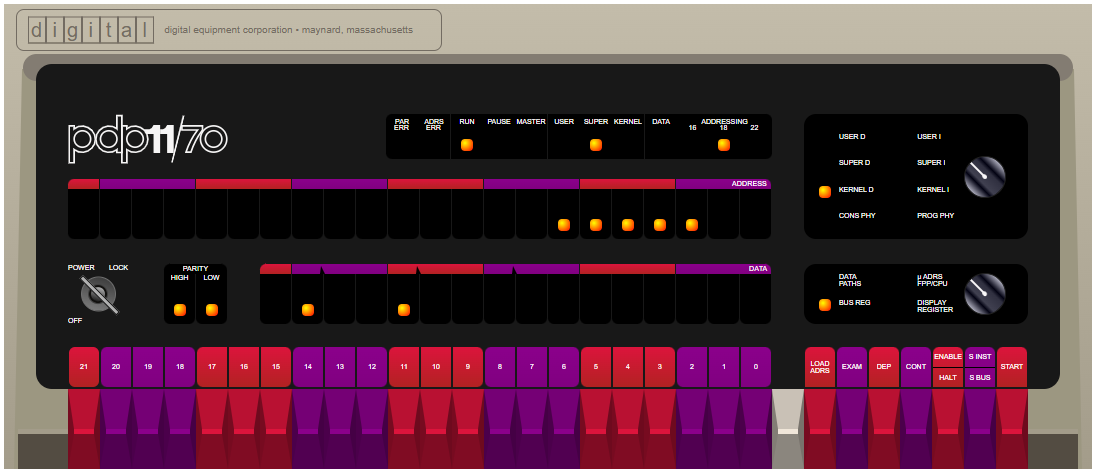 digital digital equipment corporation • maynard, massachusetts
pdp11/70
PAR ERR ADRS ERR RUN PAUSE MASTER USER SUPER KERNEL DATA ADDRESSING
16 18 22
USER D USER I
SUPER D SUPER I
KERNEL D KERNEL I
CONS PHY PROG PHY
ADDRESS
POWER LOCK
OFF
PARITY
HIGH LOW
DATA
DATA PATHS µ ADRS FPP/CPU
BUS REG DISPLAY REGISTER
21 20 19 18 17 16 15 14 13 12 11 10 9 8 7 6 5 4 3 2 1 0
LOAD ADRS EXAM DEP CONT ENABLE HALT S INST S BUS START